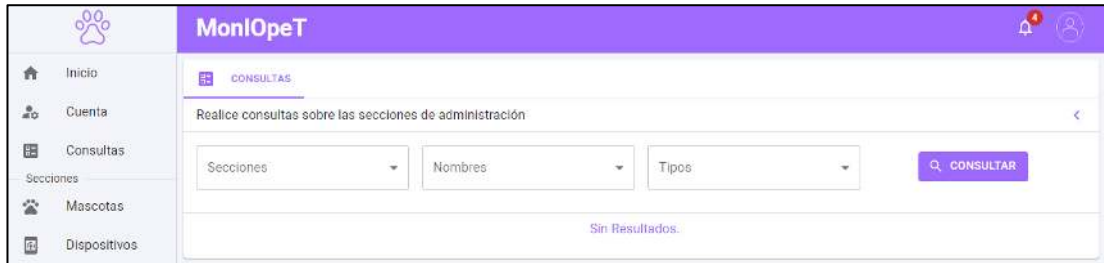 MonIOpeT
4
Inicio
Cuenta
Consultas
Secciones
Mascotas
Dispositivos
CONSULTAS
Realice consultas sobre las secciones de administración
Secciones
Nombres
Tipos
CONSULTAR
Sin Resultados.